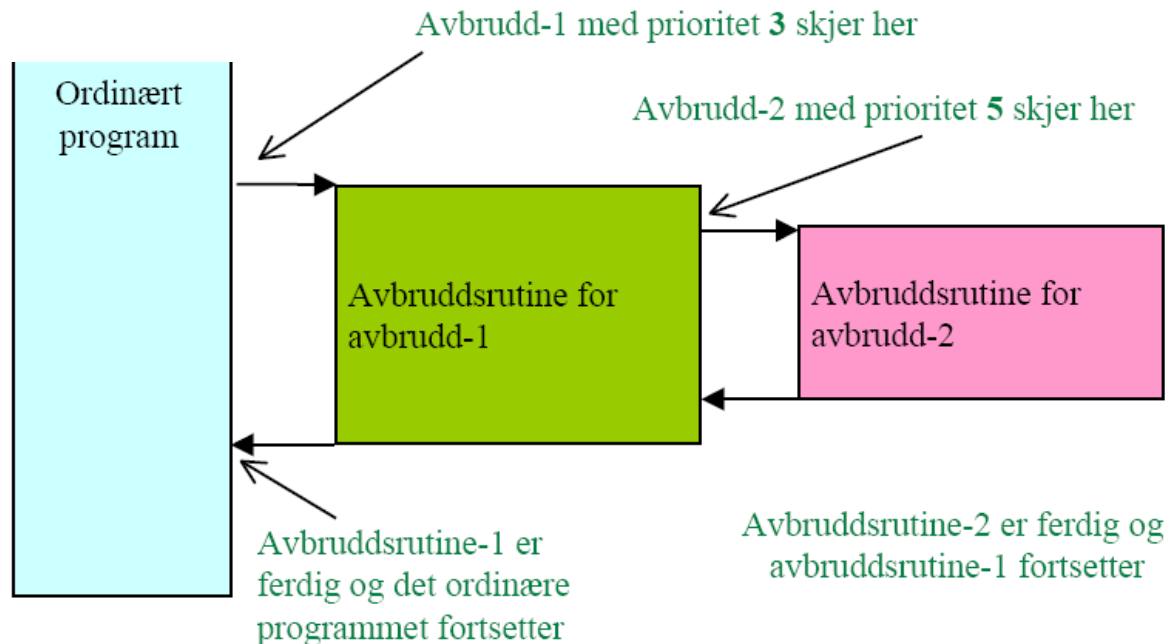 Avbrudd-1 med prioritet 3 skjer her
Ordinært
program
Avbrudd-2 med prioritet 5 skjer her
Avbruddsrutine for
avbrudd-1
Avbruddsrutine for
avbrudd-2
Avbruddsrutine-1 er
ferdig og det ordinære
programmet fortsetter
Avbruddsrutine-2 er ferdig og
avbruddsrutine-1 fortsetter